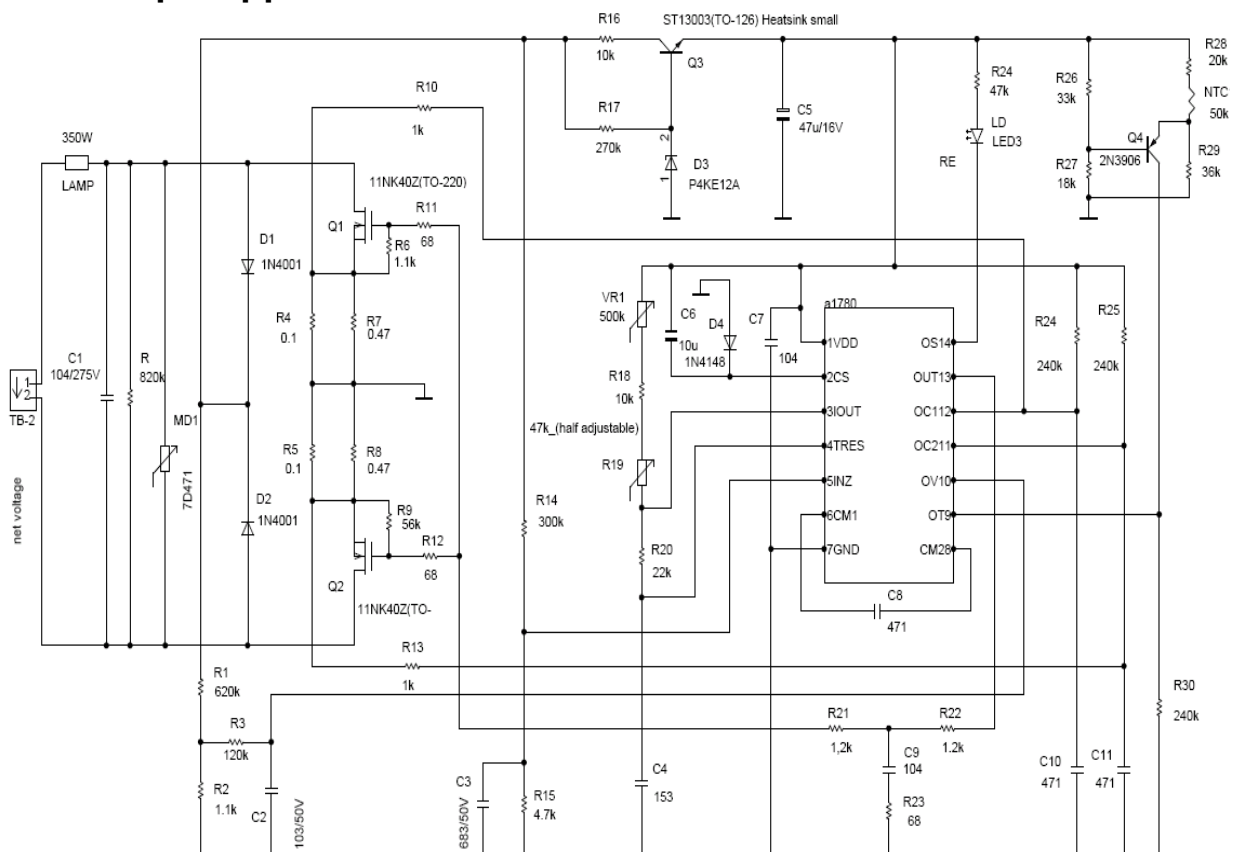 R16
10k
ST13003(TO-126) Heatsink small
Q3
R17
270k
2
1
D3
P4KE12A
C5
47u/16V
R24
47k
LD
LED3
RE
R26
33k
R28
20k
NTC
50k
Q4
2N3906
R27
18k
R29
36k
R10
1k
350W
LAMP
11NK40Z(TO-220)
Q1
R11
68
R6
1.1k
D1
1N4001
R4
0.1
R7
0.47
C1
104/275V
R
820k
1
2
TB-2
net voltage
MD1
7D471
R5
0.1
R8
0.47
D2
1N4001
R9
56k
R12
68
Q2
11NK40Z(TO-
VR1
500k
C6
10u
D4
1N4148
C7
104
R18
10k
47k_(half adjustable)
R19
R14
300k
R20
22k
a1780
1VDD
2CS
3IOUT
4TRES
5INZ
6CM1
7GND
OS14
OUT13
OC112
OC211
OV10
OT9
CM28
R24
240k
R25
240k
C8
471
R13
1k
R1
620k
R3
120k
R2
1.1k
C2
103/50V
C3
683/50V
R15
4.7k
C4
153
R21
1,2k
R22
1.2k
C9
104
R23
68
C10
471
C11
471
R30
240k